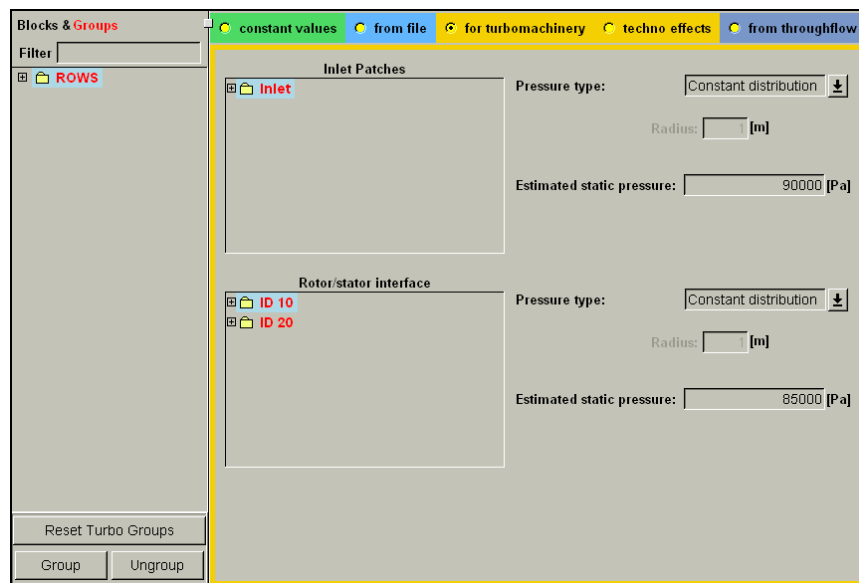 Blocks & Groups
Filter
ROWS
Reset Turbo Groups
Group Ungroup
constant values from file for turbomachinery techno effects from throughflow
Inlet Patches
Inlet
Pressure type: Constant distribution
Radius: 1 [m]
Estimated static pressure: 90000 [Pa]
Rotor/stator interface
ID 10
ID 20
Pressure type: Constant distribution
Radius: 1 [m]
Estimated static pressure: 85000 [Pa]